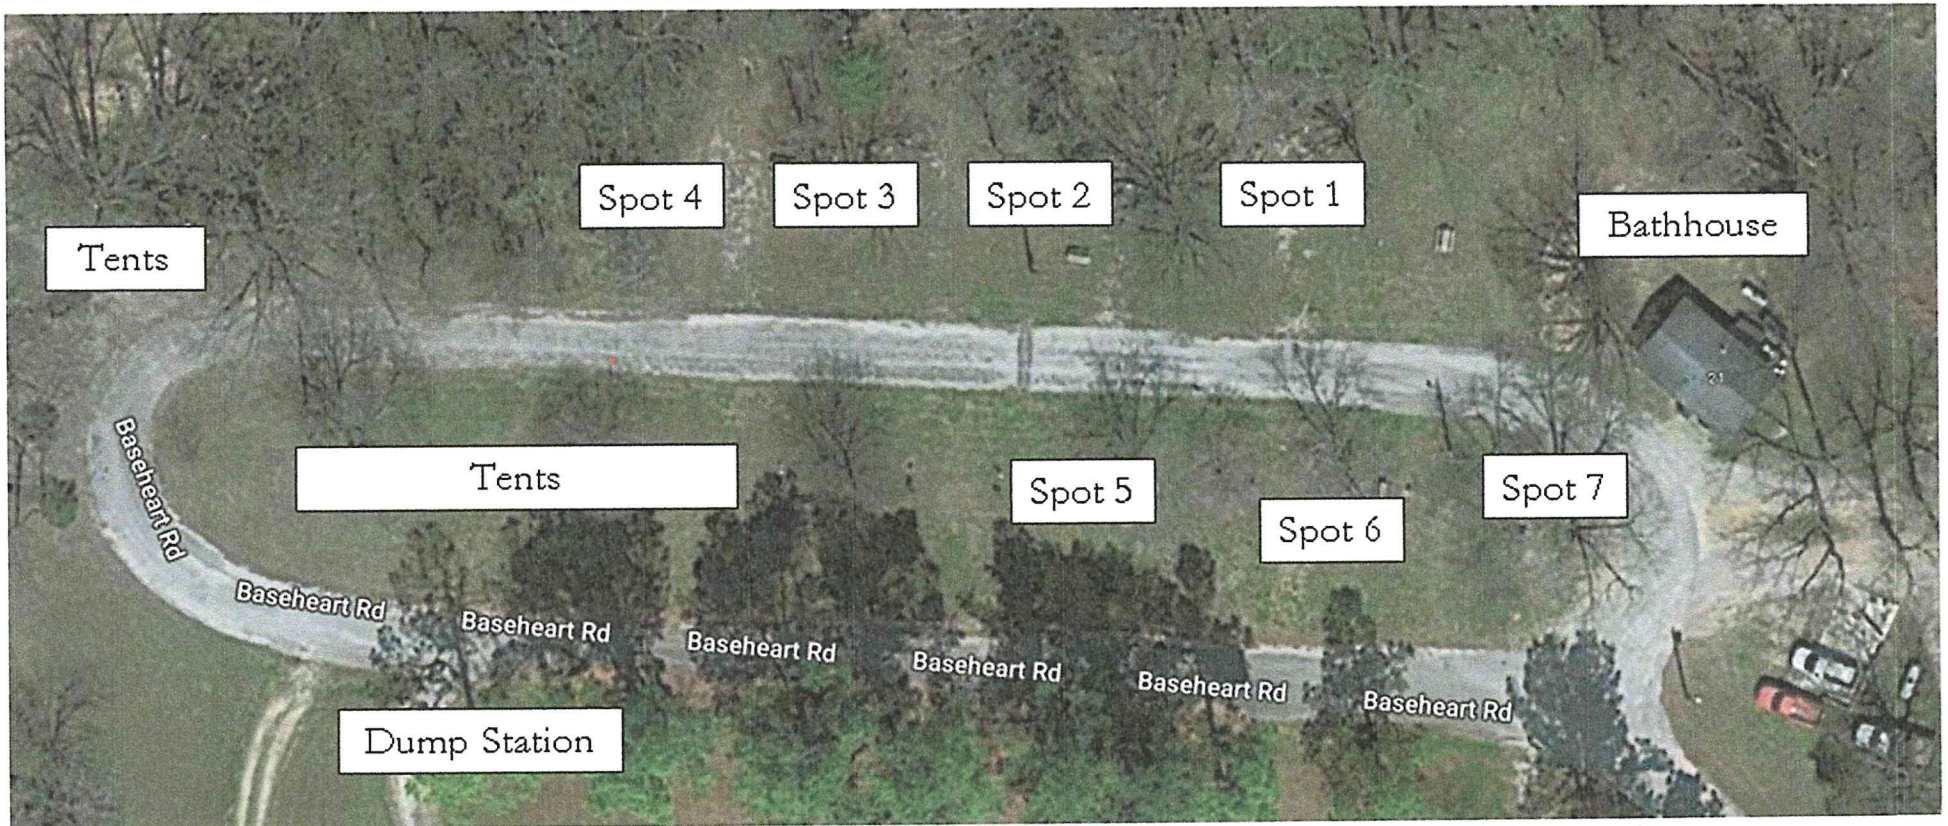 Spot 4
Spot 3
Spot 2
Spot 1
Bathhouse
Tents
21
Tents
Spot 5
Spot 7
Spot 6
Baseheart Rd
Baseheart Rd
Baseheart Rd
Baseheart Rd
Baseheart Rd
Baseheart Rd
Baseheart Rd
Dump Station